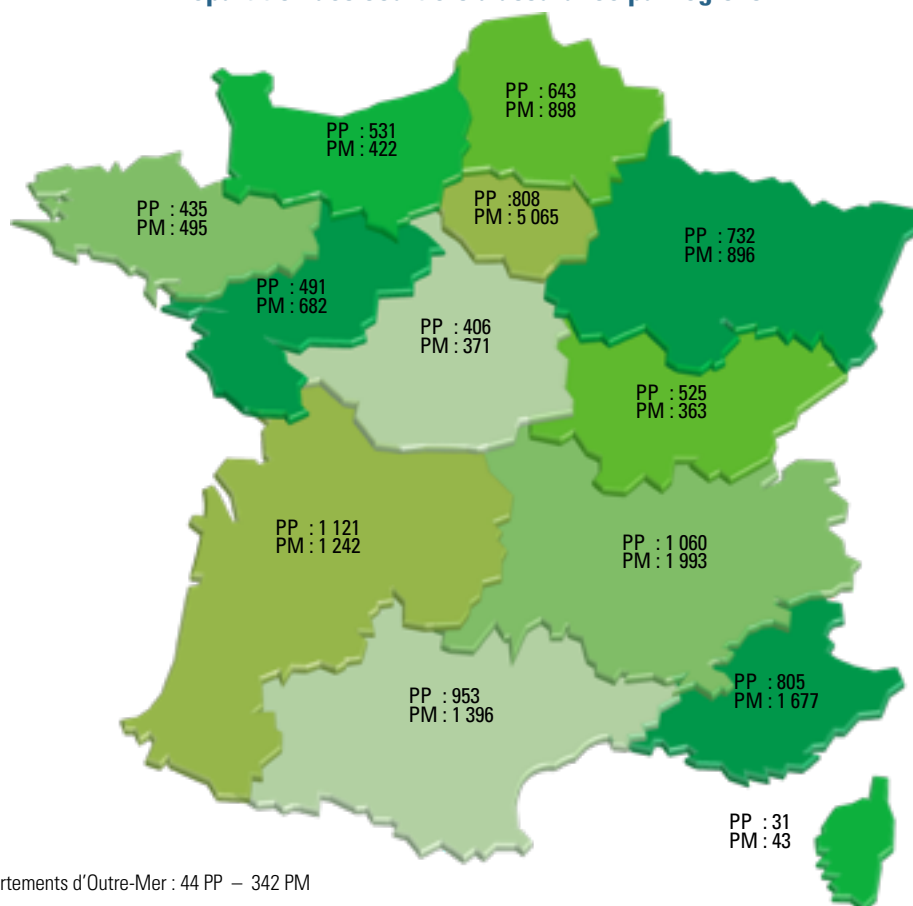 PP : 643
PM : 898
PP : 531
PM : 422
PP :808
PM : 5 065
PP : 435
PM : 495
PP : 732
PM : 896
PP : 491
PM : 682
PP : 406
PM : 371
PP : 525
PM : 363
PP : 1 121
PM : 1 242
PP : 1 060
PM : 1 993
PP : 953
PM : 1 396
PP : 805
PM : 1 677
PP : 31
PM : 43
rtements d'Outre-Mer : 44 PP – 342 PM